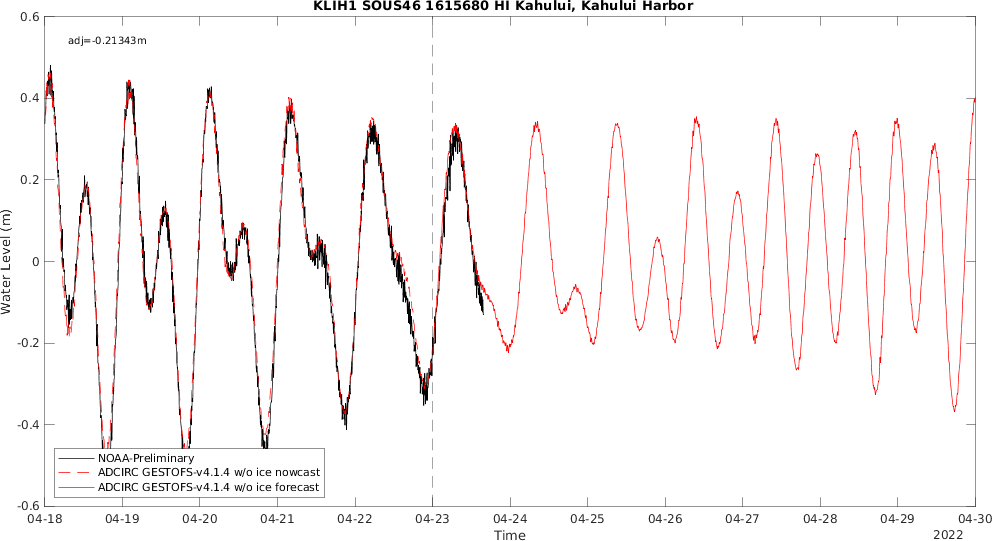 KLIH1 SOUS46 1615680 HI Kahului, Kahului Harbor
adj=-0.21343m
0.6
0.4
0.2
0
-0.2
-0.4
-0.6
Water Level (m)
NOAA-Preliminary
ADCIRC GESTOFS-v4.1.4 w/o ice nowcast
ADCIRC GESTOFS-v4.1.4 w/o ice forecast
04-18 04-19 04-20 04-21 04-22 04-23 04-24 04-25 04-26 04-27 04-28 04-29 04-30
Time
2022